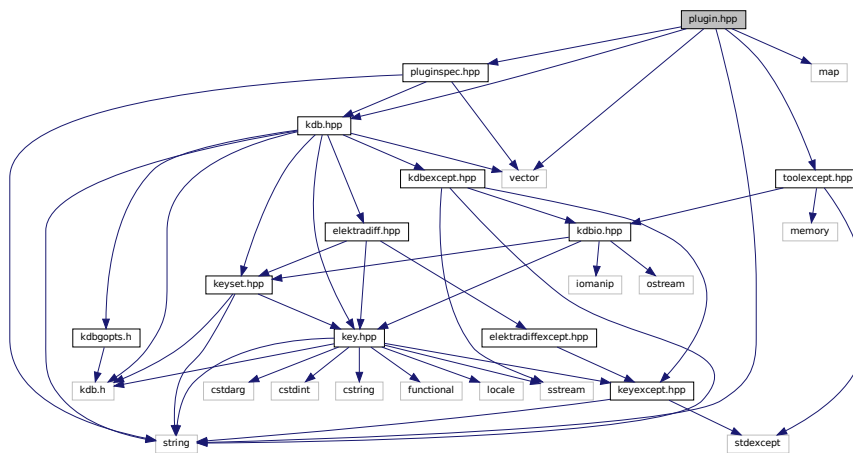 plugin.hpp
pluginspec.hpp
map
kdb.hpp
kdbexcept.hpp
vector
toolexcept.hpp
elektradiff.hpp
kdbio.hpp
memory
keyset.hpp
iomanip
ostream
kdbgopts.h
key.hpp
elektradiffexcept.hpp
kdb.h
cstdarg
cstdint
cstring
functional
locale
sstream
keyexcept.hpp
string
stdexcept